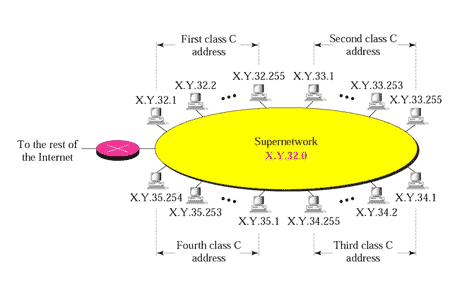 First class C
address
Second class C
address
X.Y.32.255
X.Y.33.1
X.Y.32.2
X.Y.33.253
X.Y.32.1
X.Y.33.255
To the rest of
the Internet
Supernetwork
X.Y.32.0
X.Y.35.254
X.Y.34.1
X.Y.35.253
X.Y.34.2
X.Y.35.1
X.Y.34.255
Fourth class C
address
Third class C
address